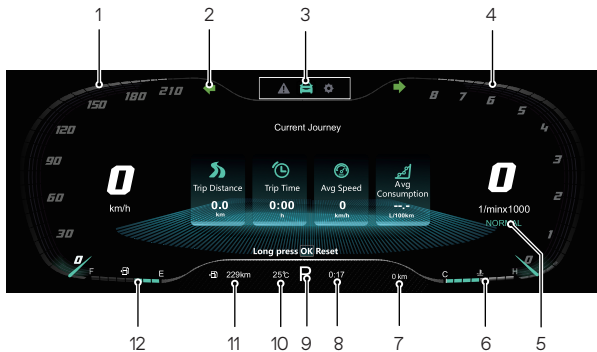 1 2 3 4
150 180 210
8 7 6
120
5
4
90
3
60
2
30
1
0
0
Current Journey
0
km/h
0
1/minx1000
NORMAL
Trip Distance
0.0
km
Trip Time
0:00
h
Avg Speed
0
km/h
Avg
Consumption
--.-
L/100km
Long press OK Reset
F E
229km
25℃
P
0:17
0 km
C H
12 11 10 9 8 7 6 5